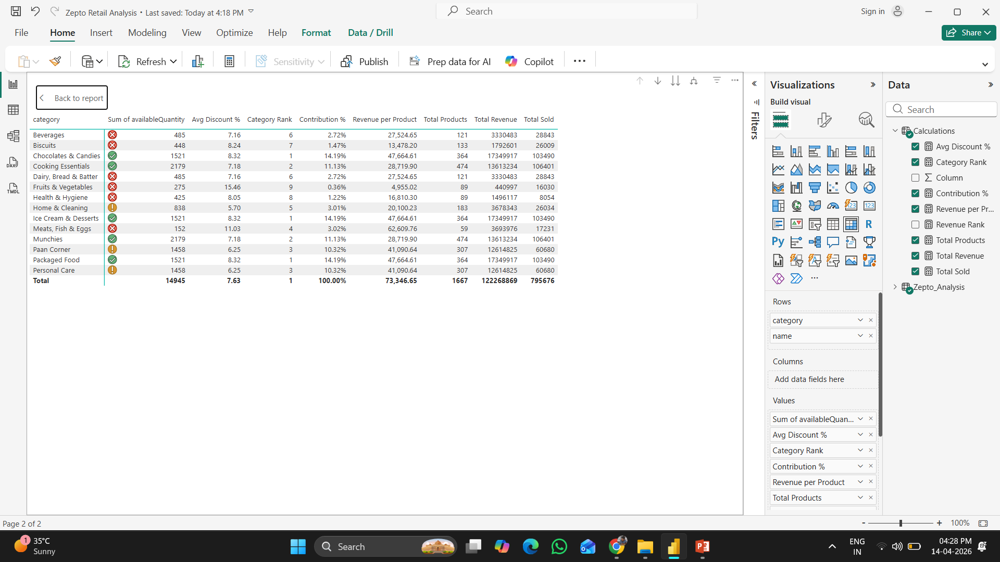 Zepto Retail Analysis • Last saved: Today at 4:18 PM
Search
Sign in
File Home Insert Modeling View Optimize Help Format Data / Drill
Share
Refresh
Sensitivity
Publish
Prep data for AI
Copilot
Back to report
category Sum of availableQuantity Avg Discount % Category Rank Contribution % Revenue per Product Total Products Total Revenue Total Sold
Beverages 485 7.16 6 2.72% 27,524.65 121 3330483 28843
Biscuits 448 8.24 7 1.47% 13,478.20 133 1792601 26009
Chocolates & Candies 1521 8.32 1 14.19% 47,664.61 364 17349917 103490
Cooking Essentials 2179 7.18 2 11.13% 28,719.90 474 13613234 106401
Dairy, Bread & Batter 485 7.16 6 2.72% 27,524.65 121 3330483 28843
Fruits & Vegetables 275 15.46 9 0.36% 4,955.02 89 440997 16030
Health & Hygiene 425 8.05 8 1.22% 16,810.30 89 1496117 8054
Home & Cleaning 838 5.70 5 3.01% 20,100.23 183 3678343 26034
Ice Cream & Desserts 1521 8.32 1 14.19% 47,664.61 364 17349917 103490
Meats, Fish & Eggs 152 11.03 4 3.02% 62,609.76 59 3693976 17231
Munchies 2179 7.18 2 11.13% 28,719.90 474 13613234 106401
Paan Corner 1458 6.25 3 10.32% 41,090.64 307 12614825 60680
Packaged Food 1521 8.32 1 14.19% 47,664.61 364 17349917 103490
Personal Care 1458 6.25 3 10.32% 41,090.64 307 12614825 60680
Total 14945 7.63 1 100.00% 73,346.65 1667 122268869 795676
Filters
Visualizations
Build visual
123
123
R
Py
Rows
category
name
Columns
Add data fields here
Values
Sum of availableQuan...
Avg Discount %
Category Rank
Contribution %
Revenue per Product
Total Products
Data
Search
Calculations
Avg Discount %
Category Rank
Column
Contribution %
Revenue per Pr...
Revenue Rank
Total Products
Total Revenue
Total Sold
Zepto_Analysis
DAX
TMDL
Page 2 of 2
- + 100%
1
35°C
Sunny
Search
ENG
IN
04:28 PM
14-04-2026